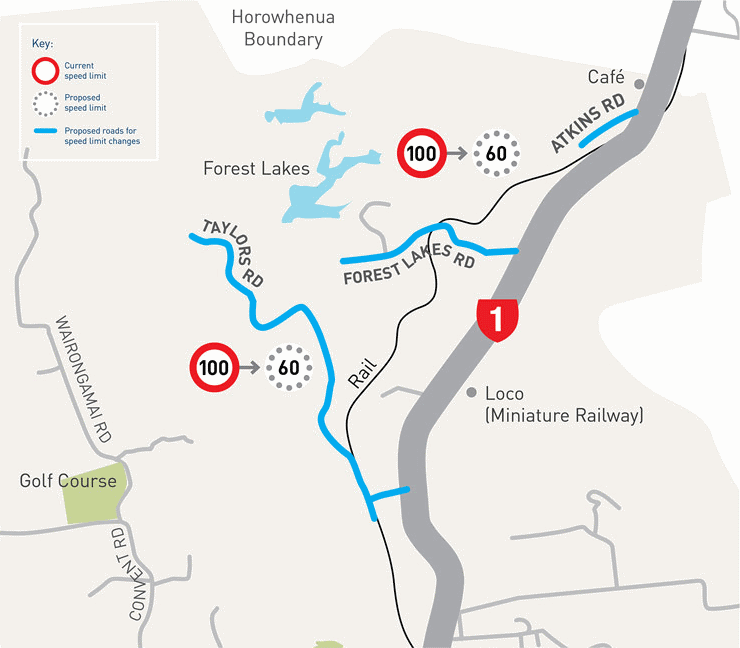 Horowhenua
Boundary
Key:
Current
speed limit
Proposed
speed limit
Proposed roads for
speed limit changes
Café
ATKINS RD
100
60
Forest Lakes
TAYLORS RD
FOREST LAKES RD
1
WAIRONGAMAI RD
100
60
Rail
Loco
(Miniature Railway)
Golf Course
CONVENT RD